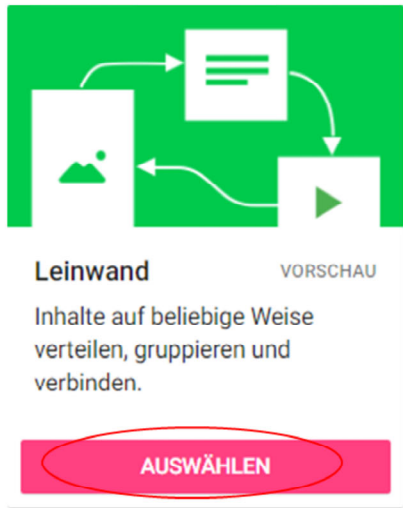 Leinwand VORSCHAU
Inhalte auf beliebige Weise
verteilen, gruppieren und
verbinden.
AUSWÄHLEN